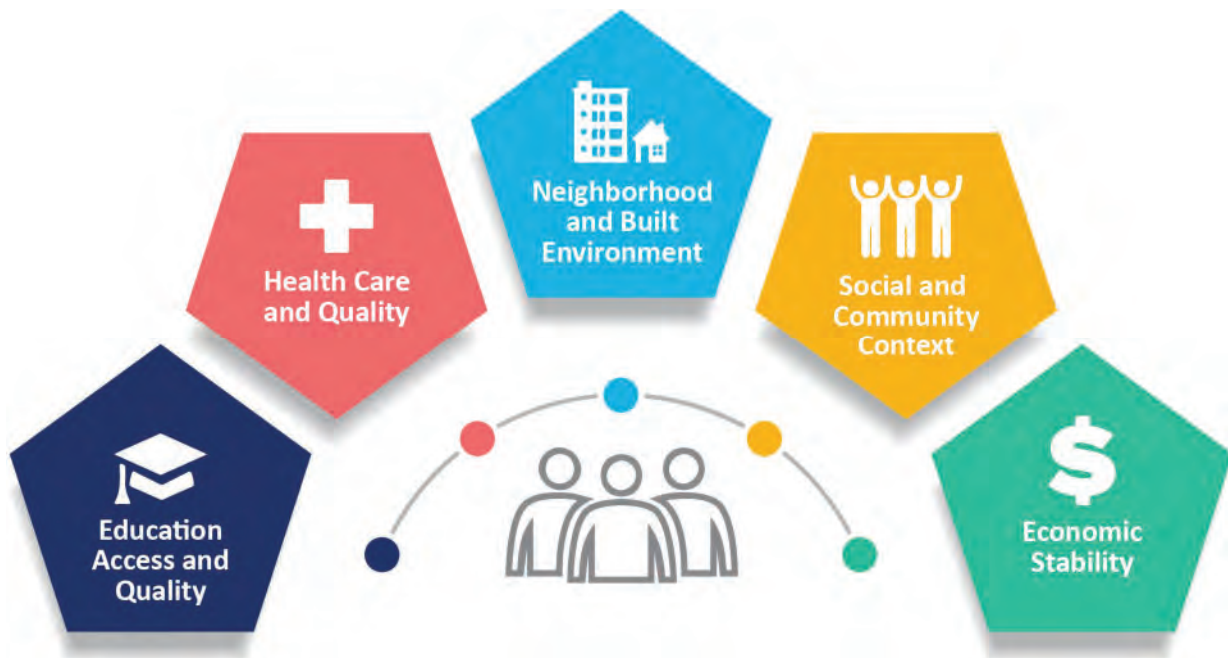 Education
Access and
Quality
Health Care
and Quality
Neighborhood
and Built
Environment
Social and
Community
Context
$
Economic
Stability